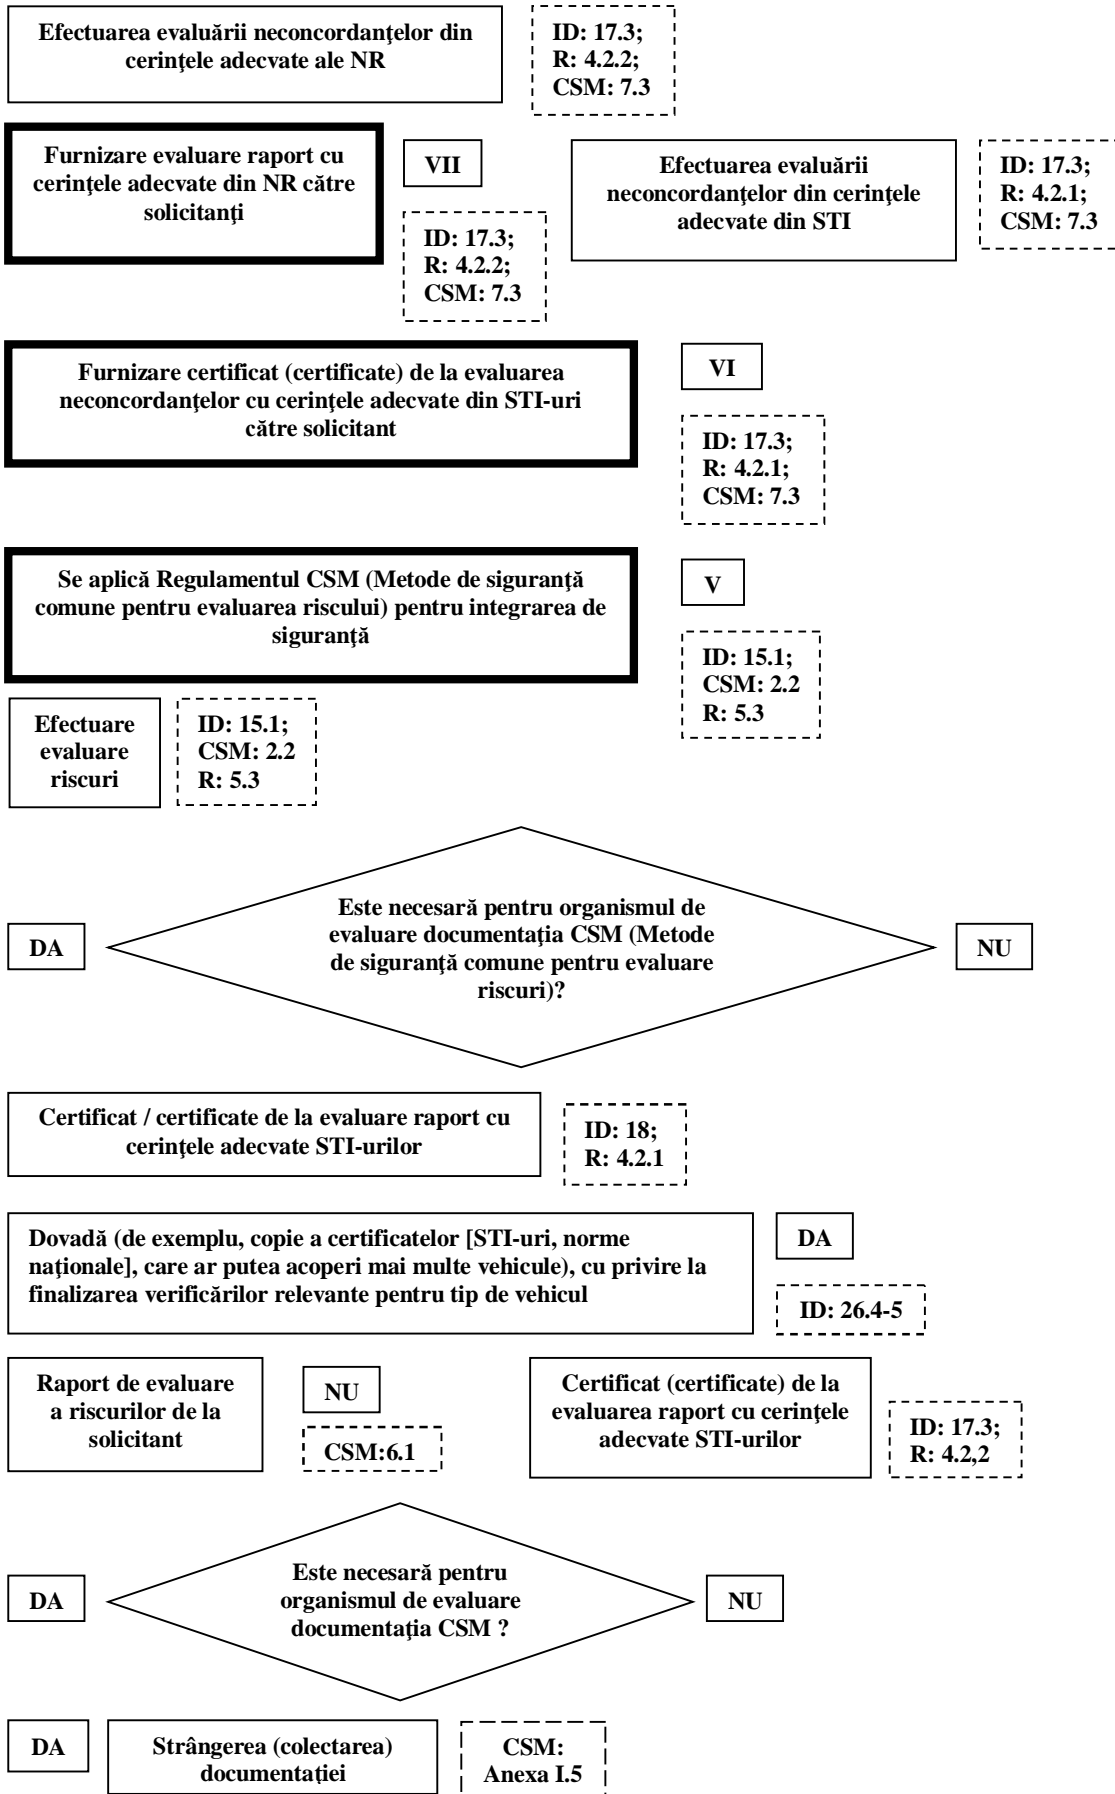 Efectuarea evaluării neconcordanţelor din
cerinţele adecvate ale NR
ID: 17.3;
R: 4.2.2;
CSM: 7.3
Furnizare evaluare raport cu
cerinţele adecvate din NR către
solicitanţi
VII
ID: 17.3;
R: 4.2.2;
CSM: 7.3
Efectuarea evaluării
neconcordanţelor din cerinţele
adecvate din STI
ID: 17.3;
R: 4.2.1;
CSM: 7.3
Furnizare certificat (certificate) de la evaluarea
neconcordanţelor cu cerinţele adecvate din STI-uri
către solicitant
VI
ID: 17.3;
R: 4.2.1;
CSM: 7.3
Se aplică Regulamentul CSM (Metode de siguranţă
comune pentru evaluarea riscului) pentru integrarea de
siguranţă
V
ID: 15.1;
CSM: 2.2
R: 5.3
Efectuare
evaluare
riscuri
ID: 15.1;
CSM: 2.2
R: 5.3
DA
Este necesară pentru organismul de
evaluare documentaţia CSM (Metode
de siguranţă comune pentru evaluare
riscuri)?
NU
Certificat / certificate de la evaluare raport cu
cerinţele adecvate STI-urilor
ID: 18;
R: 4.2.1
Dovadă (de exemplu, copie a certificatelor [STI-uri, norme
naţionale], care ar putea acoperi mai multe vehicule), cu privire la
finalizarea verificărilor relevante pentru tip de vehicul
DA
ID: 26.4-5
Raport de evaluare
a riscurilor de la
solicitant
NU
CSM:6.1
Certificat (certificate) de la
evaluarea raport cu cerinţele
adecvate STI-urilor
ID: 17.3;
R: 4.2,2
DA
Este necesară pentru
organismul de evaluare
documentaţia CSM ?
NU
DA
Strângerea (colectarea)
documentaţiei
CSM:
Anexa I.5